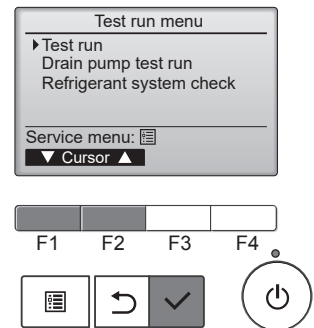 Test run menu
Test run
Drain pump test run
Refrigerant system check
Service menu:
▼ Cursor ▲
F1 F2 F3 F4